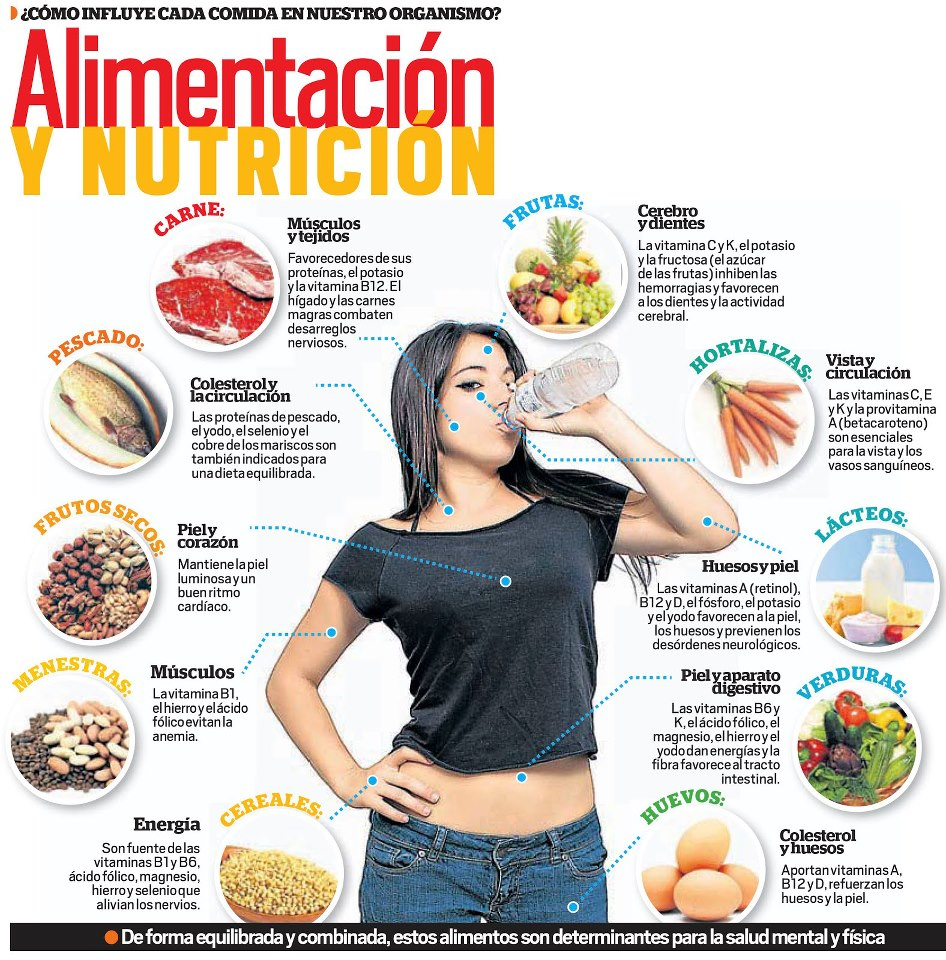 ¿CÓMO INFLUYE CADA COMIDA EN NUESTRO ORGANISMO?
Alimentación
Y NUTRICIÓN
CARNE:
Músculos
y tejidos
Favorecedores de sus
proteínas, el potasio
y la vitamina B12. El
hígado y las carnes
magras combaten
desarreglos
nerviosos.
FRUTAS:
Cerebro
y dientes
La vitamina C y K, el potasio
y la fructosa (el azúcar
de las frutas) inhiben las
hemorragias y favorecen
a los dientes y la actividad
cerebral.
PESCADO:
Colesterol y
la circulación
Las proteínas de pescado,
el yodo, el selenio y el
cobre de los mariscos son
también indicados para
una dieta equilibrada.
HORTALIZAS:
Vista y
circulación
Las vitaminas C, E
y K y la provitamina
A (betacaroteno)
son esenciales
para la vista y los
vasos sanguíneos.
FRUTOS SECOS:
Piel y
corazón
Mantiene la piel
luminosa y un
buen ritmo
cardíaco.
LÁCTEOS:
Huesos y piel
Las vitaminas A (retinol),
B12 y D, el fósforo, el potasio
y el yodo favorecen a la piel,
los huesos y previenen los
desórdenes neurológicos.
MENESTRAS:
Músculos
La vitamina B1,
el hierro y el ácido
fólico evitan la
anemia.
VERDURAS:
Piel y aparato
digestivo
Las vitaminas B6 y
K, el ácido fólico, el
magnesio, el hierro y el
yodo dan energías y la
fibra favorece al tracto
intestinal.
CEREALES:
Energía
Son fuente de las
vitaminas B1 y B6,
ácido fólico, magnesio,
hierro y selenio que
alivian los nervios.
HUEVOS:
Colesterol
y huesos
Aportan vitaminas A,
B12 y D, refuerzan los
huesos y la piel.
De forma equilibrada y combinada, estos alimentos son determinantes para la salud mental y física